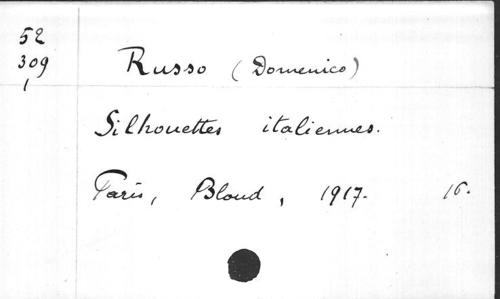 52
309
1
Russo (Domenico)
Silhouettes italiennes.
Paris, Bloud, 1917. 16.